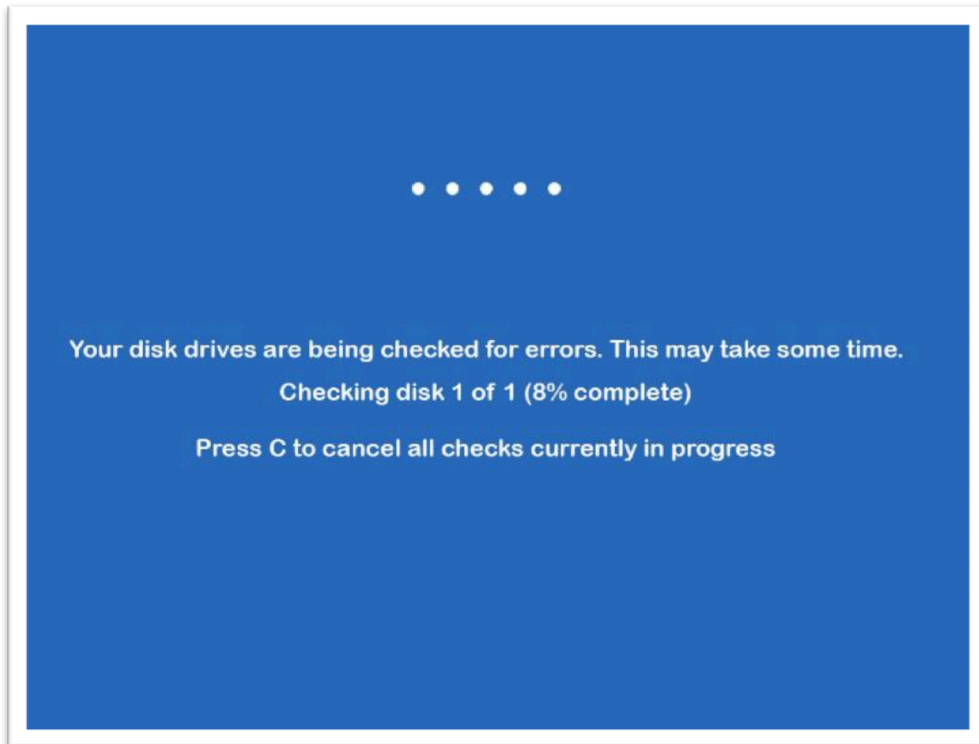 Your disk drives are being checked for errors. This may take some time.
Checking disk 1 of 1 (8% complete)
Press C to cancel all checks currently in progress